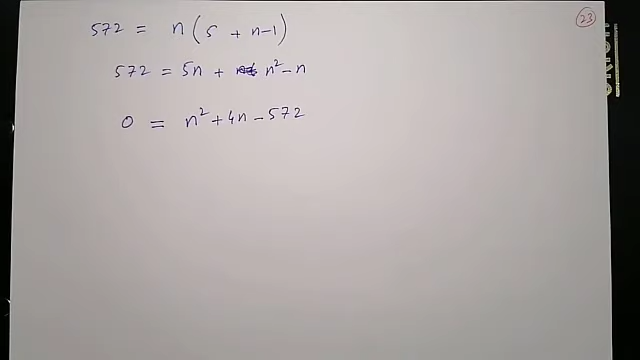 23
572 = n(5 + n-1)
572 = 5n + n² - n
0 = n² + 4n - 572